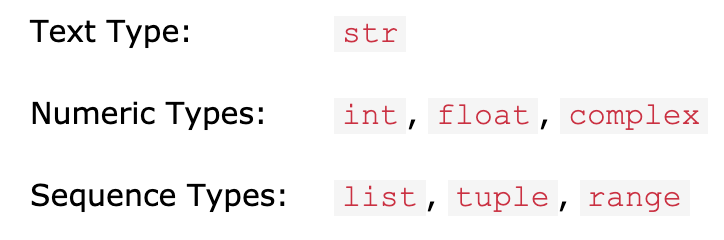 Text Type: str
Numeric Types: int, float, complex
Sequence Types: list, tuple, range